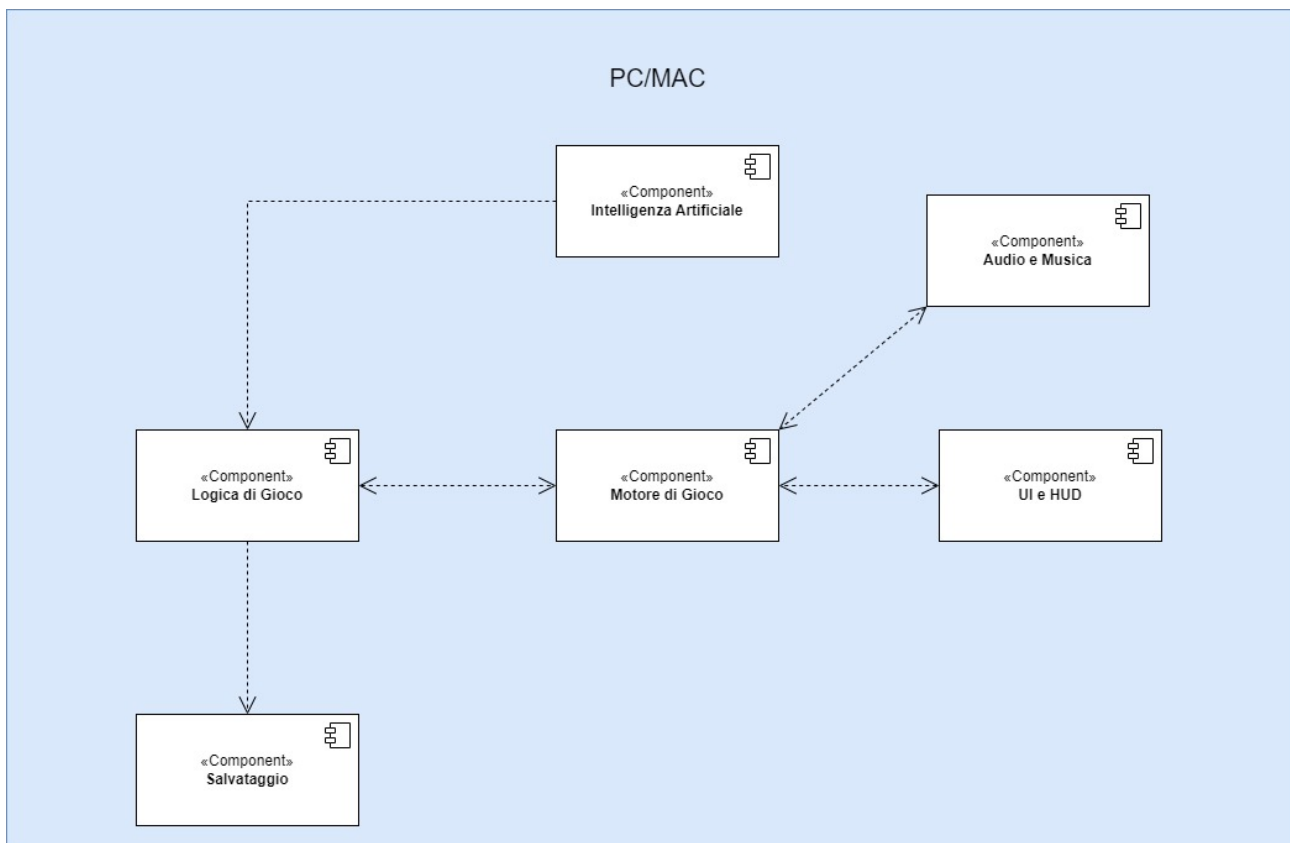 PC/MAC
«Component»
Intelligenza Artificiale
«Component»
Audio e Musica
«Component»
Logica di Gioco
«Component»
Motore di Gioco
«Component»
UI e HUD
«Component»
Salvataggio